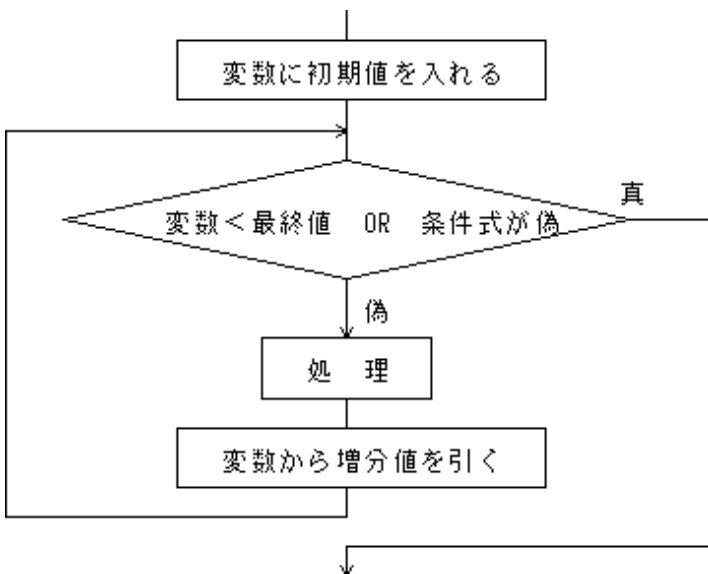 変数に初期値を入れる
変数＜最終値　OR　条件式が偽
真
偽
処　理
変数から増分値を引く